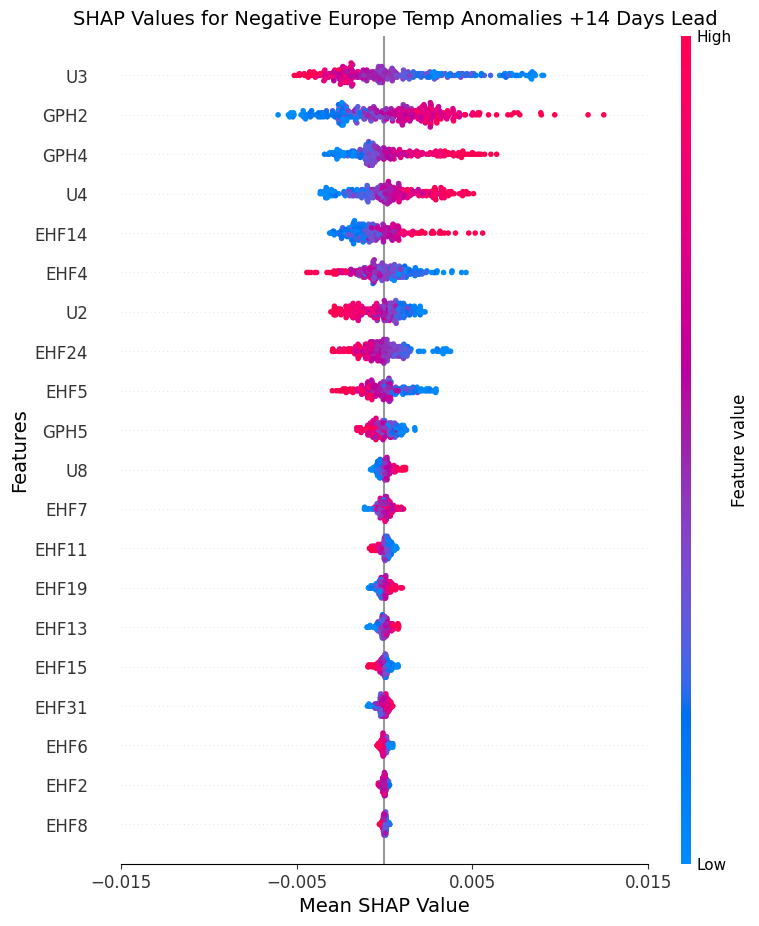 SHAP Values for Negative Europe Temp Anomalies +14 Days Lead
High
U3
GPH2
GPH4
U4
EHF14
EHF4
U2
EHF24
EHF5
GPH5
U8
EHF7
EHF11
EHF19
EHF13
EHF15
EHF31
EHF6
EHF2
EHF8
Features
Feature value
Low
−0.015
−0.005
0.005
0.015
Mean SHAP Value